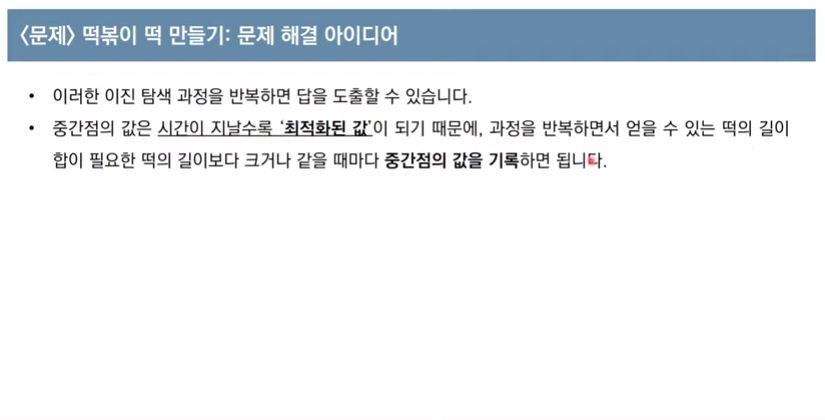 <문제> 떡볶이 떡 만들기: 문제 해결 아이디어
• 이러한 이진 탐색 과정을 반복하면 답을 도출할 수 있습니다.
• 중간점의 값은 시간이 지날수록 ‘최적화된 값’이 되기 때문에, 과정을 반복하면서 얻을 수 있는 떡의 길이
합이 필요한 떡의 길이보다 크거나 같을 때마다 중간점의 값을 기록하면 됩니다.